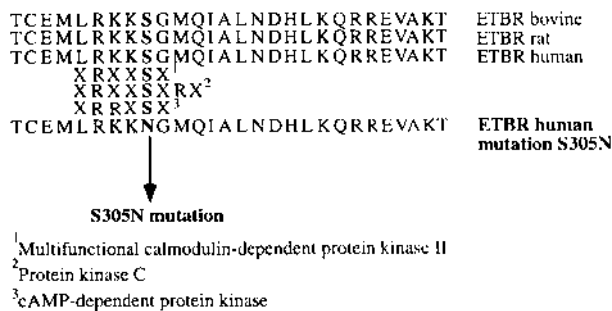 TCEMLRKKSGMQIALNDHLKQRREVAKT ETBR bovine
TCEMLRKKSGMQIALNDHLKQRREVAKT ETBR rat
TCEMLRKKSGMQIALNDHLKQRREVAKT ETBR human
XRXXSX1
XRXXSXRX2
XRRXSX3
TCEMLRKKNGMQIALNDHLKQRREVAKT ETBR human
mutation S305N
S305N mutation
1Multifunctional calmodulin-dependent protein kinase II
2Protein kinase C
3cAMP-dependent protein kinase